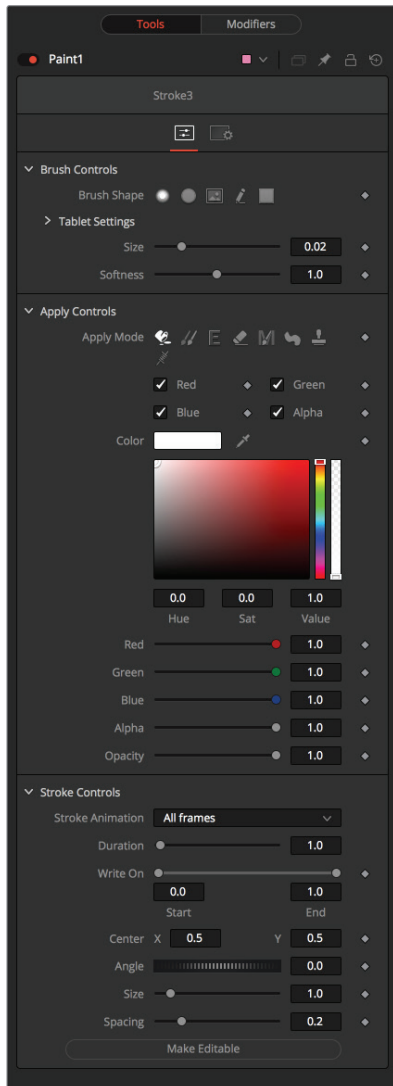 Tools Modifiers
Paint1
Stroke3
Brush Controls
Brush Shape
Tablet Settings
Size 0.02
Softness 1.0
Apply Controls
Apply Mode
Red Green
Blue Alpha
Color
0.0 0.0 1.0
Hue Sat Value
Red 1.0
Green 1.0
Blue 1.0
Alpha 1.0
Opacity 1.0
Stroke Controls
Stroke Animation All frames
Duration 1.0
Write On
0.0 1.0
Start End
Center X 0.5 Y 0.5
Angle 0.0
Size 1.0
Spacing 0.2
Make Editable